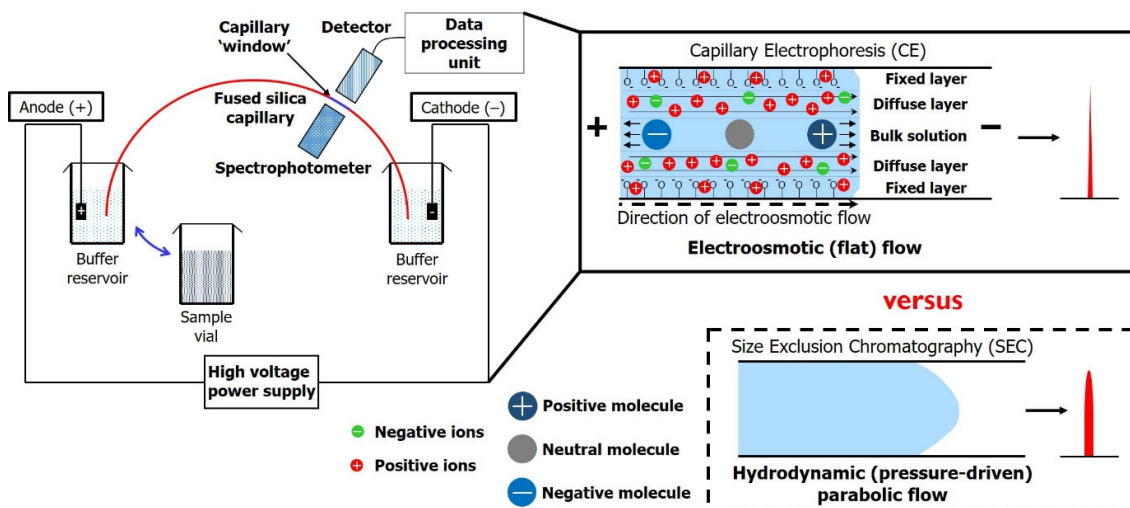 Anode (+)
Capillary
‘window’
Detector
Data
processing
unit
Fused silica
capillary
Spectrophotometer
Cathode (−)
Buffer
reservoir
Sample
vial
Buffer
reservoir
High voltage
power supply
Capillary Electrophoresis (CE)
Fixed layer
Diffuse layer
Bulk solution
Diffuse layer
Fixed layer
Direction of electroosmotic flow
Electroosmotic (flat) flow
versus
Size Exclusion Chromatography (SEC)
Hydrodynamic (pressure-driven)
parabolic flow
Negative ions
Positive ions
Positive molecule
Neutral molecule
Negative molecule